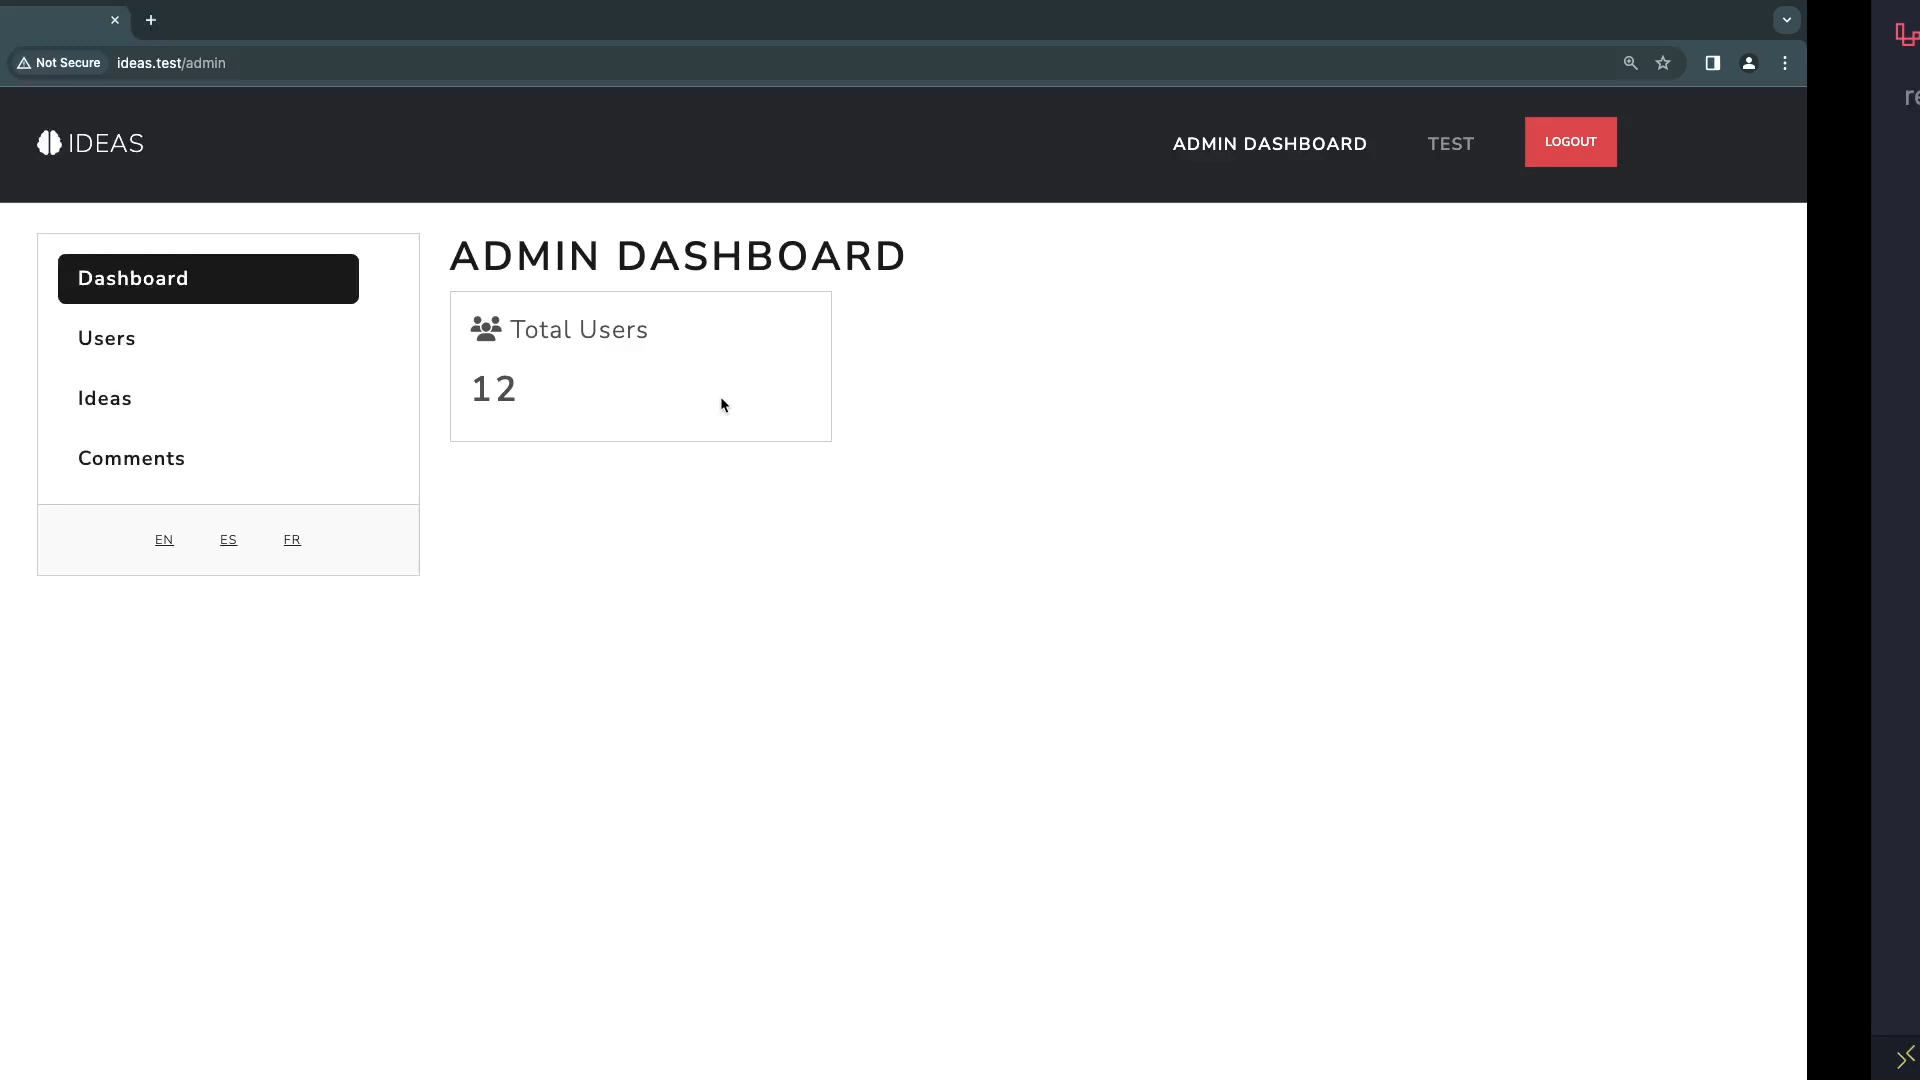 Not Secure ideas.test/admin
IDEAS
ADMIN DASHBOARD TEST LOGOUT
Dashboard
Users
Ideas
Comments
EN ES FR
ADMIN DASHBOARD
Total Users
12
re